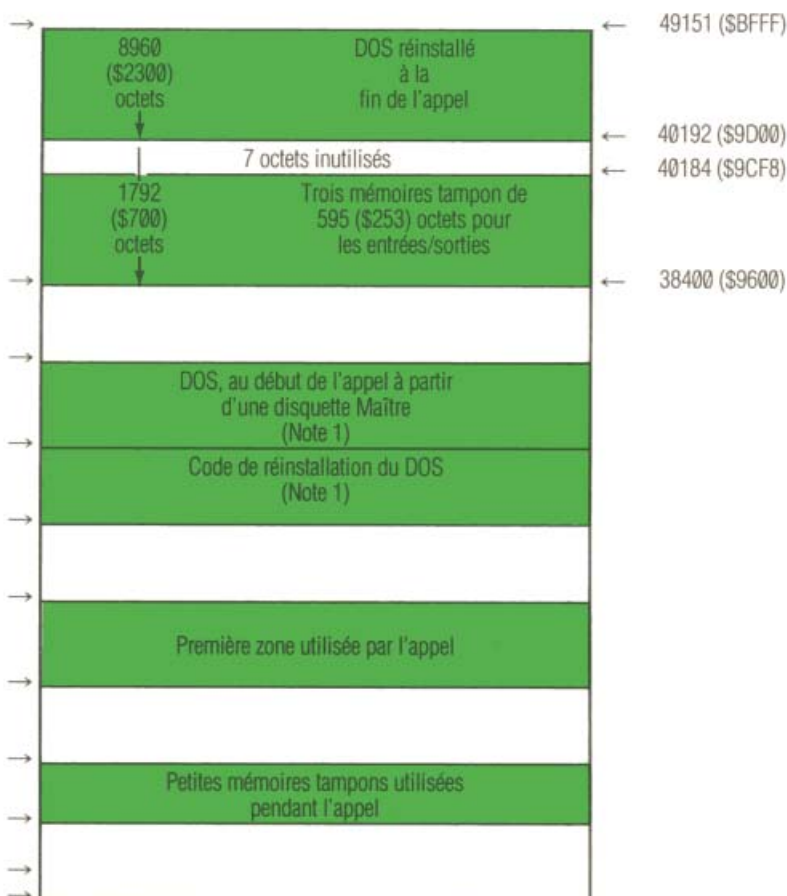 49151 ($BFFF)
8960
($2300)
octets
DOS réinstallé
à la
fin de l'appel
40192 ($9D00)
7 octets inutilisés
40184 ($9CF8)
1792
($700)
octets
Trois mémoires tampon de
595 ($253) octets pour
les entrées/sorties
38400 ($9600)
DOS, au début de l'appel à partir
d'une disquette Maître
(Note 1)
Code de réinstallation du DOS
(Note 1)
Première zone utilisée par l'appel
Petites mémoires tampons utilisées
pendant l'appel